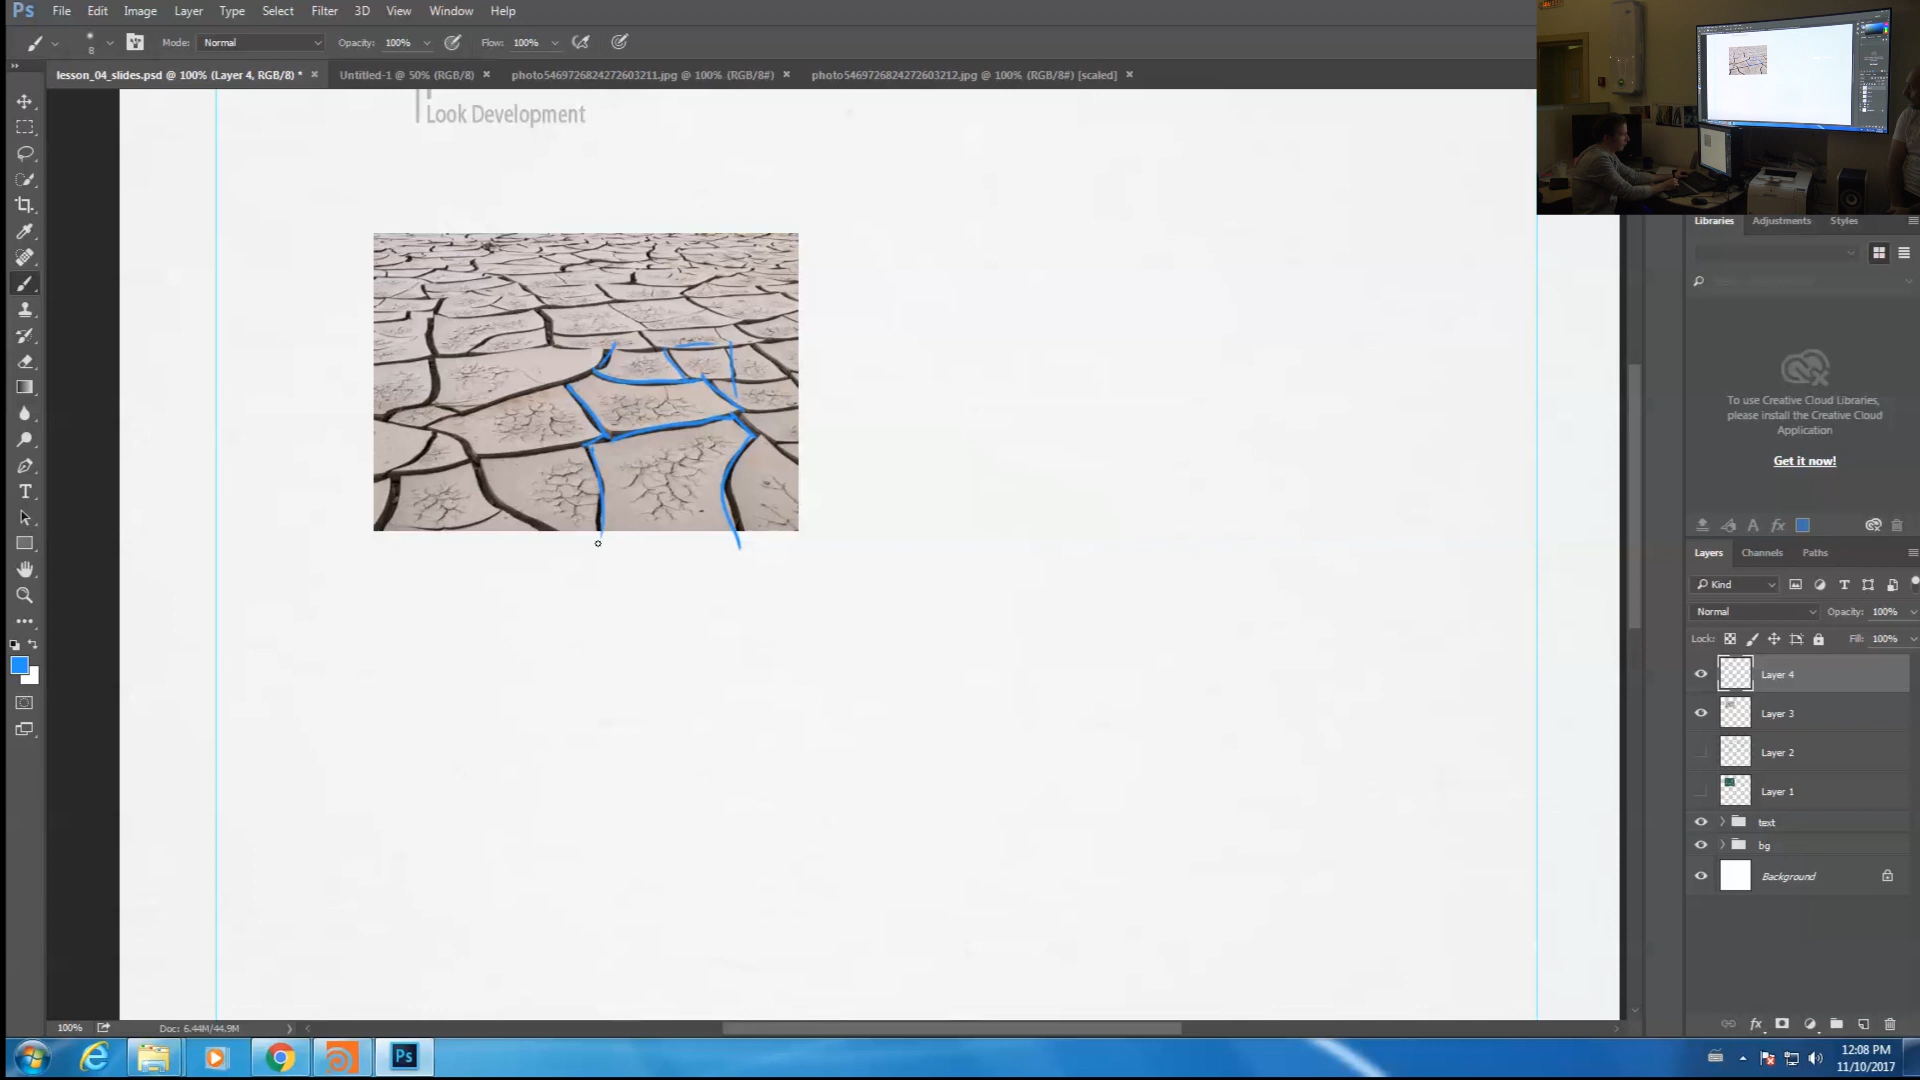 Ps File Edit Image Layer Type Select Filter 3D View Window Help
8 Mode: Normal Opacity: 100% Flow: 100%
lesson_04_slides.psd @ 100% (Layer 4, RGB/8) * Untitled-1 @ 50% (RGB/8) photo5469726824272603211.jpg @ 100% (RGB/8#) photo5469726824272603212.jpg @ 100% (RGB/8#) [scaled]
Look Development
Libraries Adjustments Styles
To use Creative Cloud Libraries,
please install the Creative Cloud
Application
Get it now!
Layers Channels Paths
Kind
Normal Opacity: 100%
Lock: Fill: 100%
Layer 4
Layer 3
Layer 2
Layer 1
text
bg
Background
100% Doc: 6.44M/44.9M
Ps
12:08 PM
11/10/2017